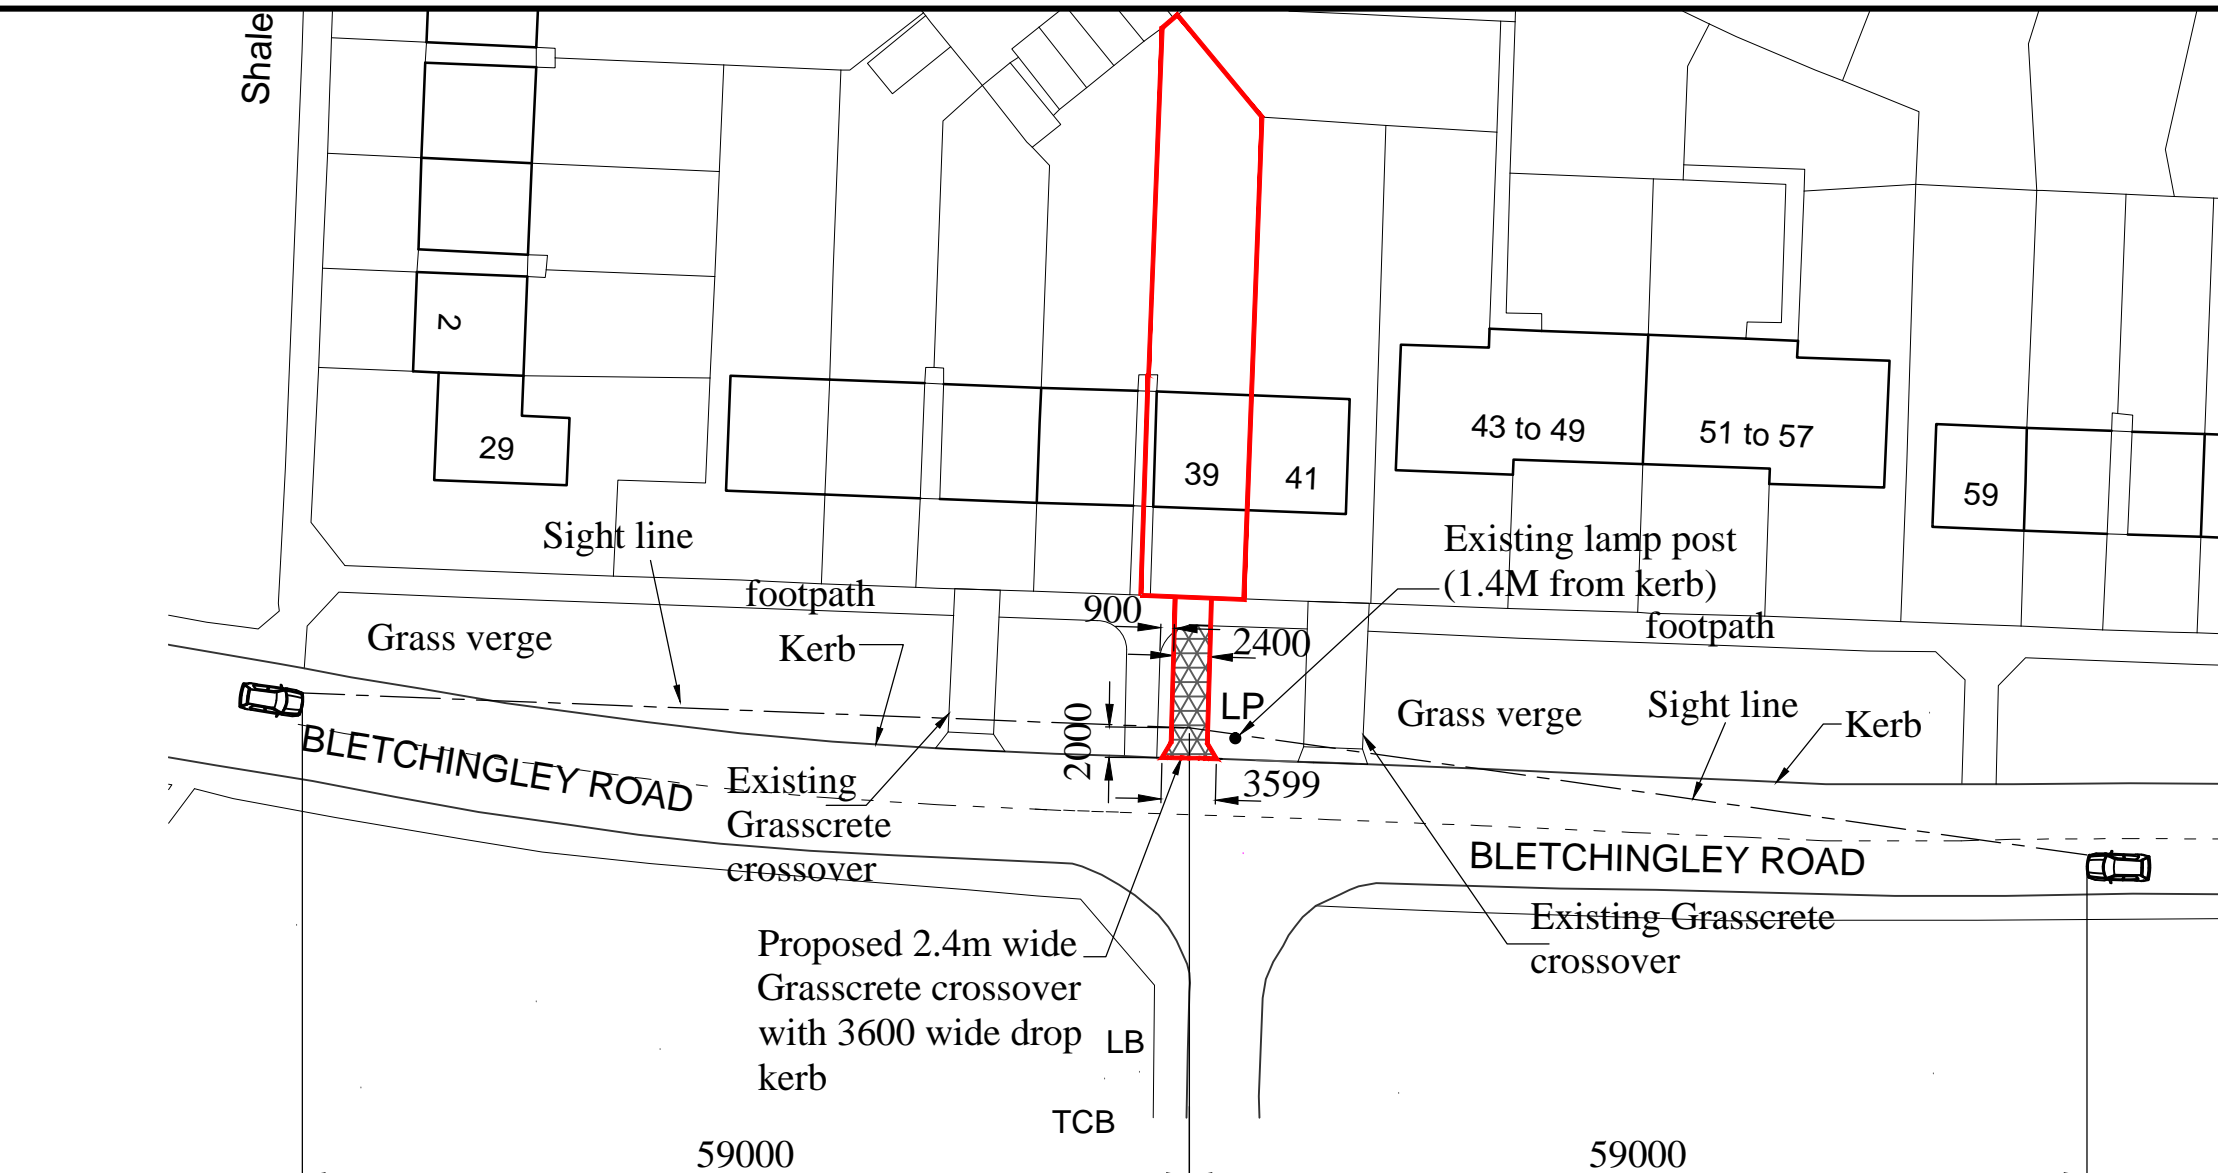 Shale
2
29
39
41
43 to 49
51 to 57
59
Sight line
Existing lamp post
(1.4M from kerb)
footpath
900
footpath
Grass verge
Kerb
2400
LP
Grass verge
Sight line
Kerb
2000
BLETCHINGLEY ROAD
Existing
Grasscrete
crossover
3599
BLETCHINGLEY ROAD
Existing Grasscrete
crossover
Proposed 2.4m wide
Grasscrete crossover
with 3600 wide drop
kerb
LB
TCB
59000
59000